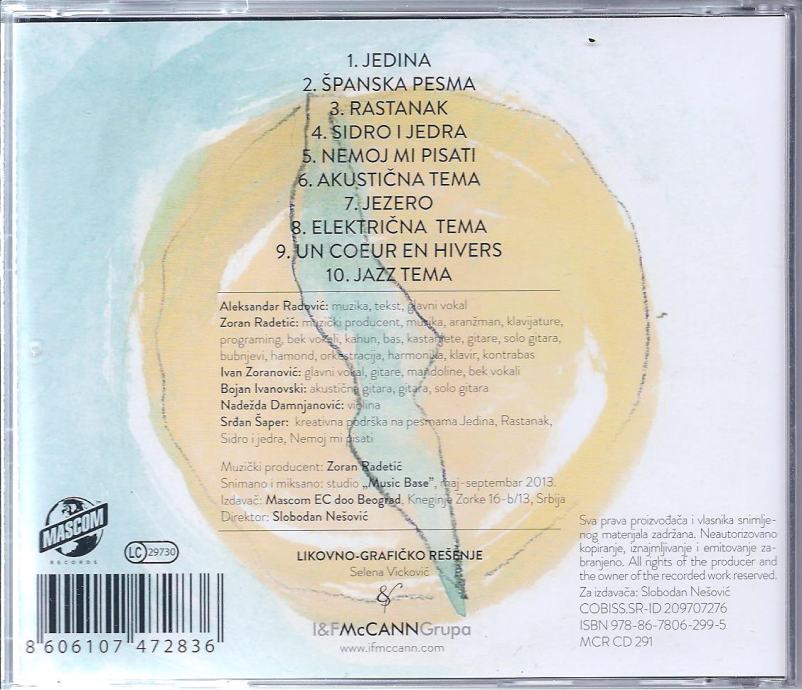 1. JEDINA
2. ŠPANSKA PESMA
3. RASTANAK
4. SIDRO I JEDRA
5. NEMOJ MI PISATI
6. AKUSTIČNA TEMA
7. JEZERO
8. ELEKTRIČNA TEMA
9. UN COEUR EN HIVERS
10. JAZZ TEMA
Aleksandar Radović: muzika, tekst, glavni vokal
Zoran Radetić: muzički producent, muzika, aranžman, klavijature,
programing, bek vokali, kahun, bas, kastanjete, gitare, solo gitara,
bubnjevi, hamond, orkestracija, harmonika, klavir, kontrabas
Ivan Zoranović: glavni vokal, gitare, mandoline, bek vokali
Bojan Ivanovski: akustična gitara, gitara, solo gitara
Nadežda Damnjanović: violina
Srđan Šaper: kreativna podrška na pesmama Jedina, Rastanak,
Sidro i jedra, Nemoj mi pisati
Muzički producent: Zoran Radetić
Snimano i miksano: studio „Music Base", maj-septembar 2013.
Izdavač: Mascom EC doo Beograd, Kneginje Zorke 16-b/13, Srbija
Direktor: Slobodan Nešović
LIKOVNO-GRAFIČKO REŠENJE
Selena Vicković
&
I&FMcCANNGrupa
www.ifmccann.com
MASCOM
RECORDS
LC 29730
8 606107 472836
Sva prava proizvođača i vlasnika snimlje-
nog materijala zadržana. Neautorizovano
kopiranje, iznajmljivanje i emitovanje za-
branjeno. All rights of the producer and
the owner of the recorded work reserved.
Za izdavača: Slobodan Nešović
COBISS.SR-ID 209707276
ISBN 978-86-7806-299-5
MCR CD 291